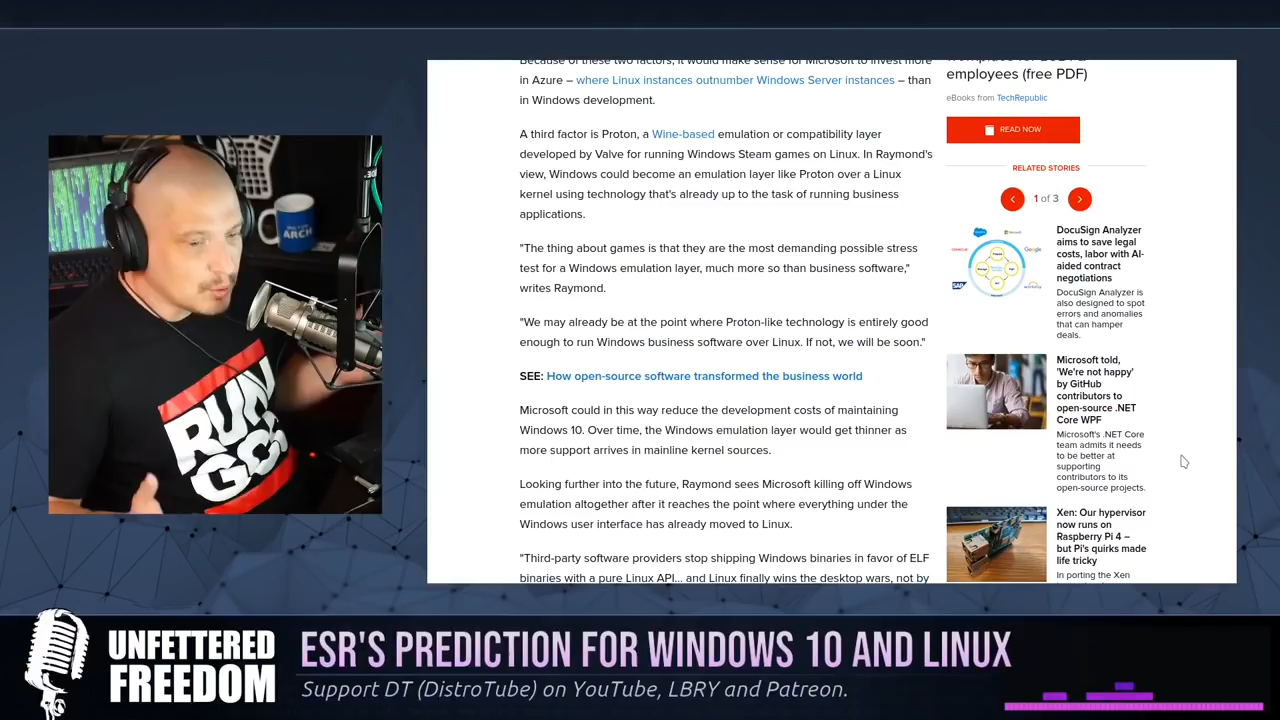 Because of these two factors, it would make sense for Microsoft to invest more
in Azure – where Linux instances outnumber Windows Server instances – than
in Windows development.
A third factor is Proton, a Wine-based emulation or compatibility layer
developed by Valve for running Windows Steam games on Linux. In Raymond's
view, Windows could become an emulation layer like Proton over a Linux
kernel using technology that's already up to the task of running business
applications.
"The thing about games is that they are the most demanding possible stress
test for a Windows emulation layer, much more so than business software,"
writes Raymond.
"We may already be at the point where Proton-like technology is entirely good
enough to run Windows business software over Linux. If not, we will be soon."
SEE: How open-source software transformed the business world
Microsoft could in this way reduce the development costs of maintaining
Windows 10. Over time, the Windows emulation layer would get thinner as
more support arrives in mainline kernel sources.
Looking further into the future, Raymond sees Microsoft killing off Windows
emulation altogether after it reaches the point where everything under the
Windows user interface has already moved to Linux.
"Third-party software providers stop shipping Windows binaries in favor of ELF
binaries with a pure Linux API... and Linux finally wins the desktop wars, not by
employees (free PDF)
eBooks from TechRepublic
READ NOW
RELATED STORIES
1 of 3
Google
SAP
DocuSign Analyzer
aims to save legal
costs, labor with AI-
aided contract
negotiations
DocuSign Analyzer is
also designed to spot
errors and anomalies
that can hamper
deals.
Microsoft told,
'We're not happy'
by GitHub
contributors to
open-source .NET
Core WPF
Microsoft's .NET Core
team admits it needs
to be better at
supporting
contributors to its
open-source projects.
Xen: Our hypervisor
now runs on
Raspberry Pi 4 –
but Pi's quirks made
life tricky
In porting the Xen
ARCH
RUN
GCC
UNFETTERED
FREEDOM
ESR'S PREDICTION FOR WINDOWS 10 AND LINUX
Support DT (DistroTube) on YouTube, LBRY and Patreon.